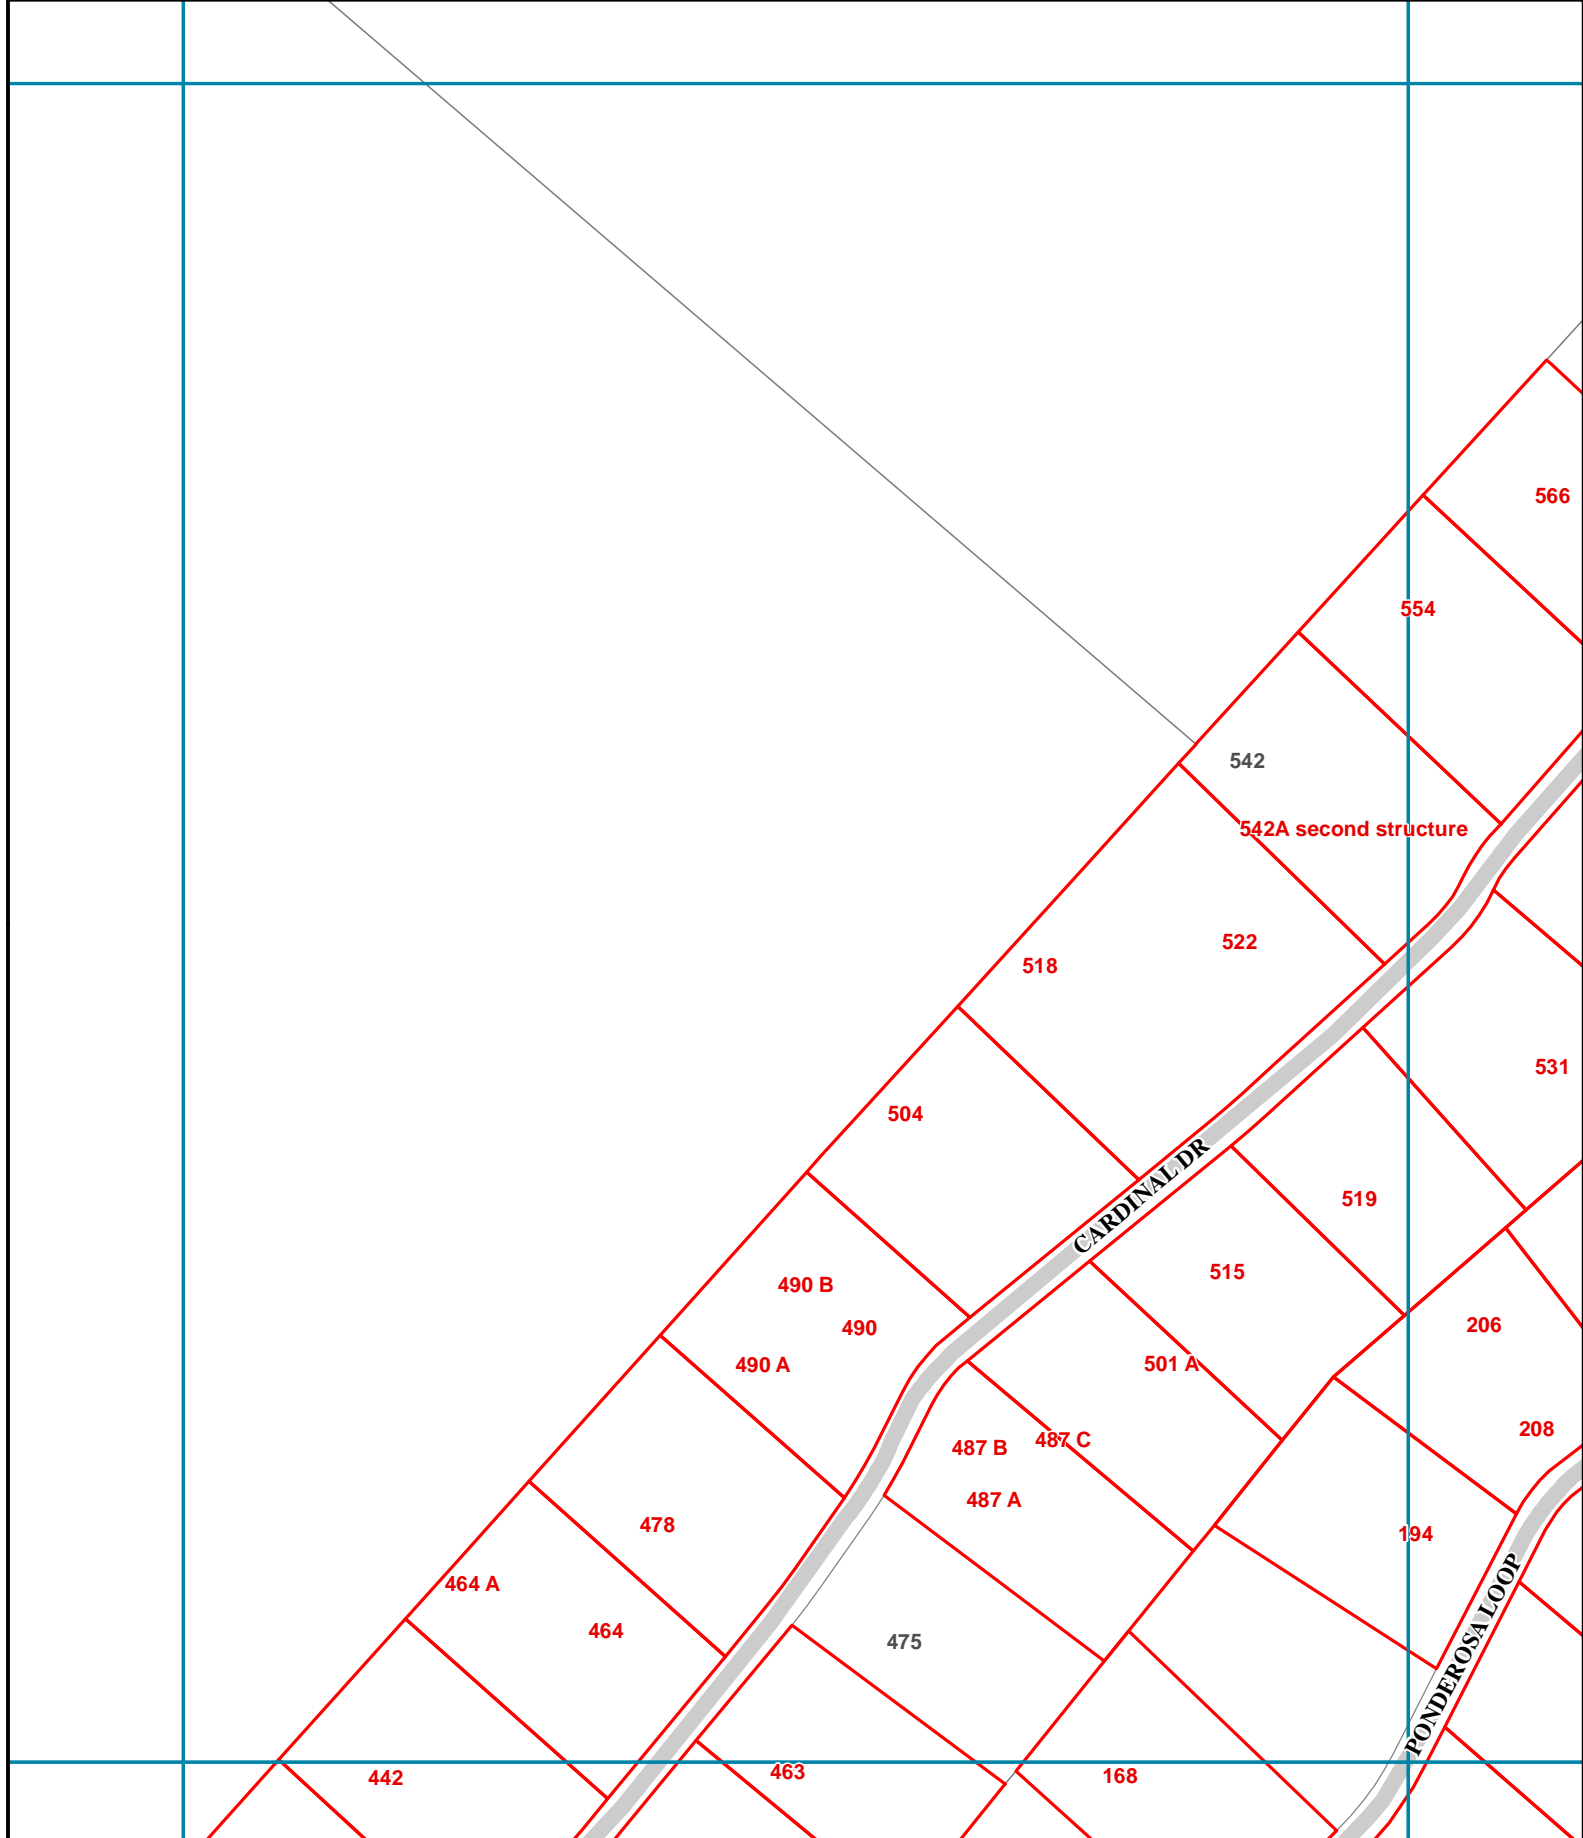 566
554
542
542A second structure
522
518
531
504
CARDINAL DR
519
515
490 B
206
490
490 A
501 A
208
487 C
487 B
487 A
478
194
464 A
PONDEROSA LOOP
464
475
463
168
442